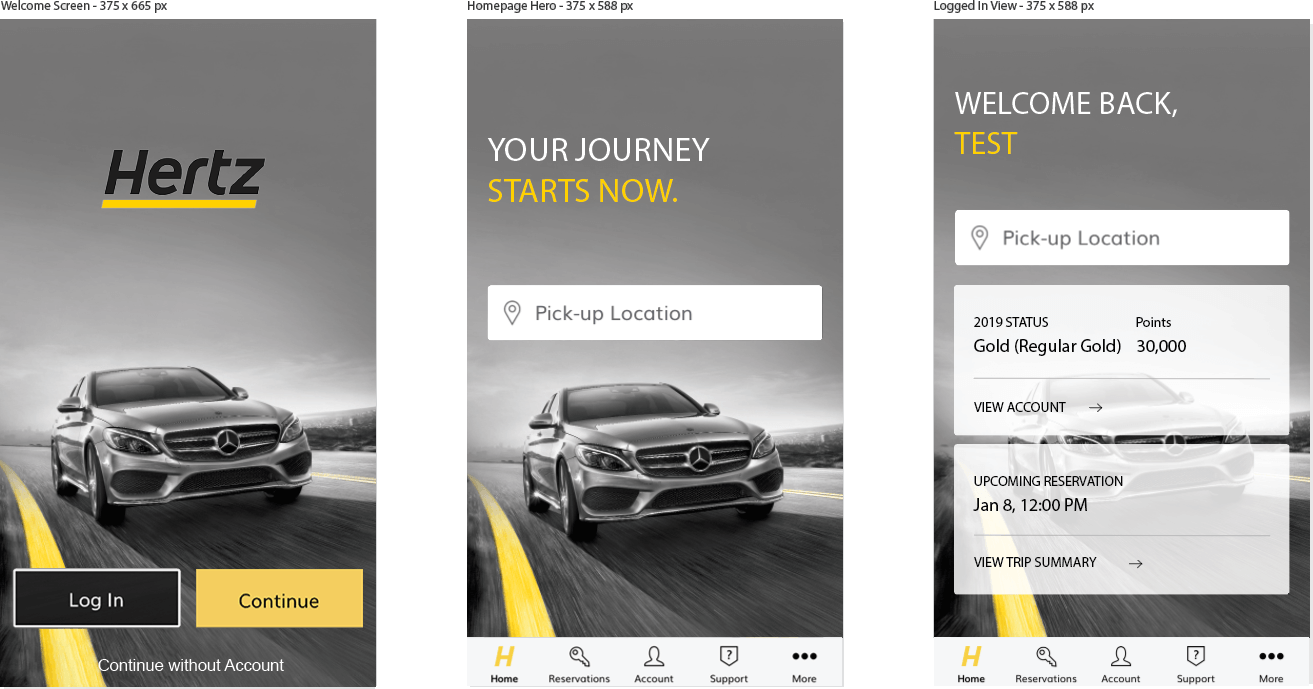 Welcome Screen - 375 x 665 px
Hertz
Log In
Continue
Continue without Account
Homepage Hero - 375 x 588 px
YOUR JOURNEY
STARTS NOW.
Pick-up Location
H
Home
Reservations
Account
?
Support
More
Logged In View - 375 x 588 px
WELCOME BACK,
TEST
Pick-up Location
2019 STATUS Points
Gold (Regular Gold) 30,000
VIEW ACCOUNT
UPCOMING RESERVATION
Jan 8, 12:00 PM
VIEW TRIP SUMMARY
H
Home
Reservations
Account
?
Support
More